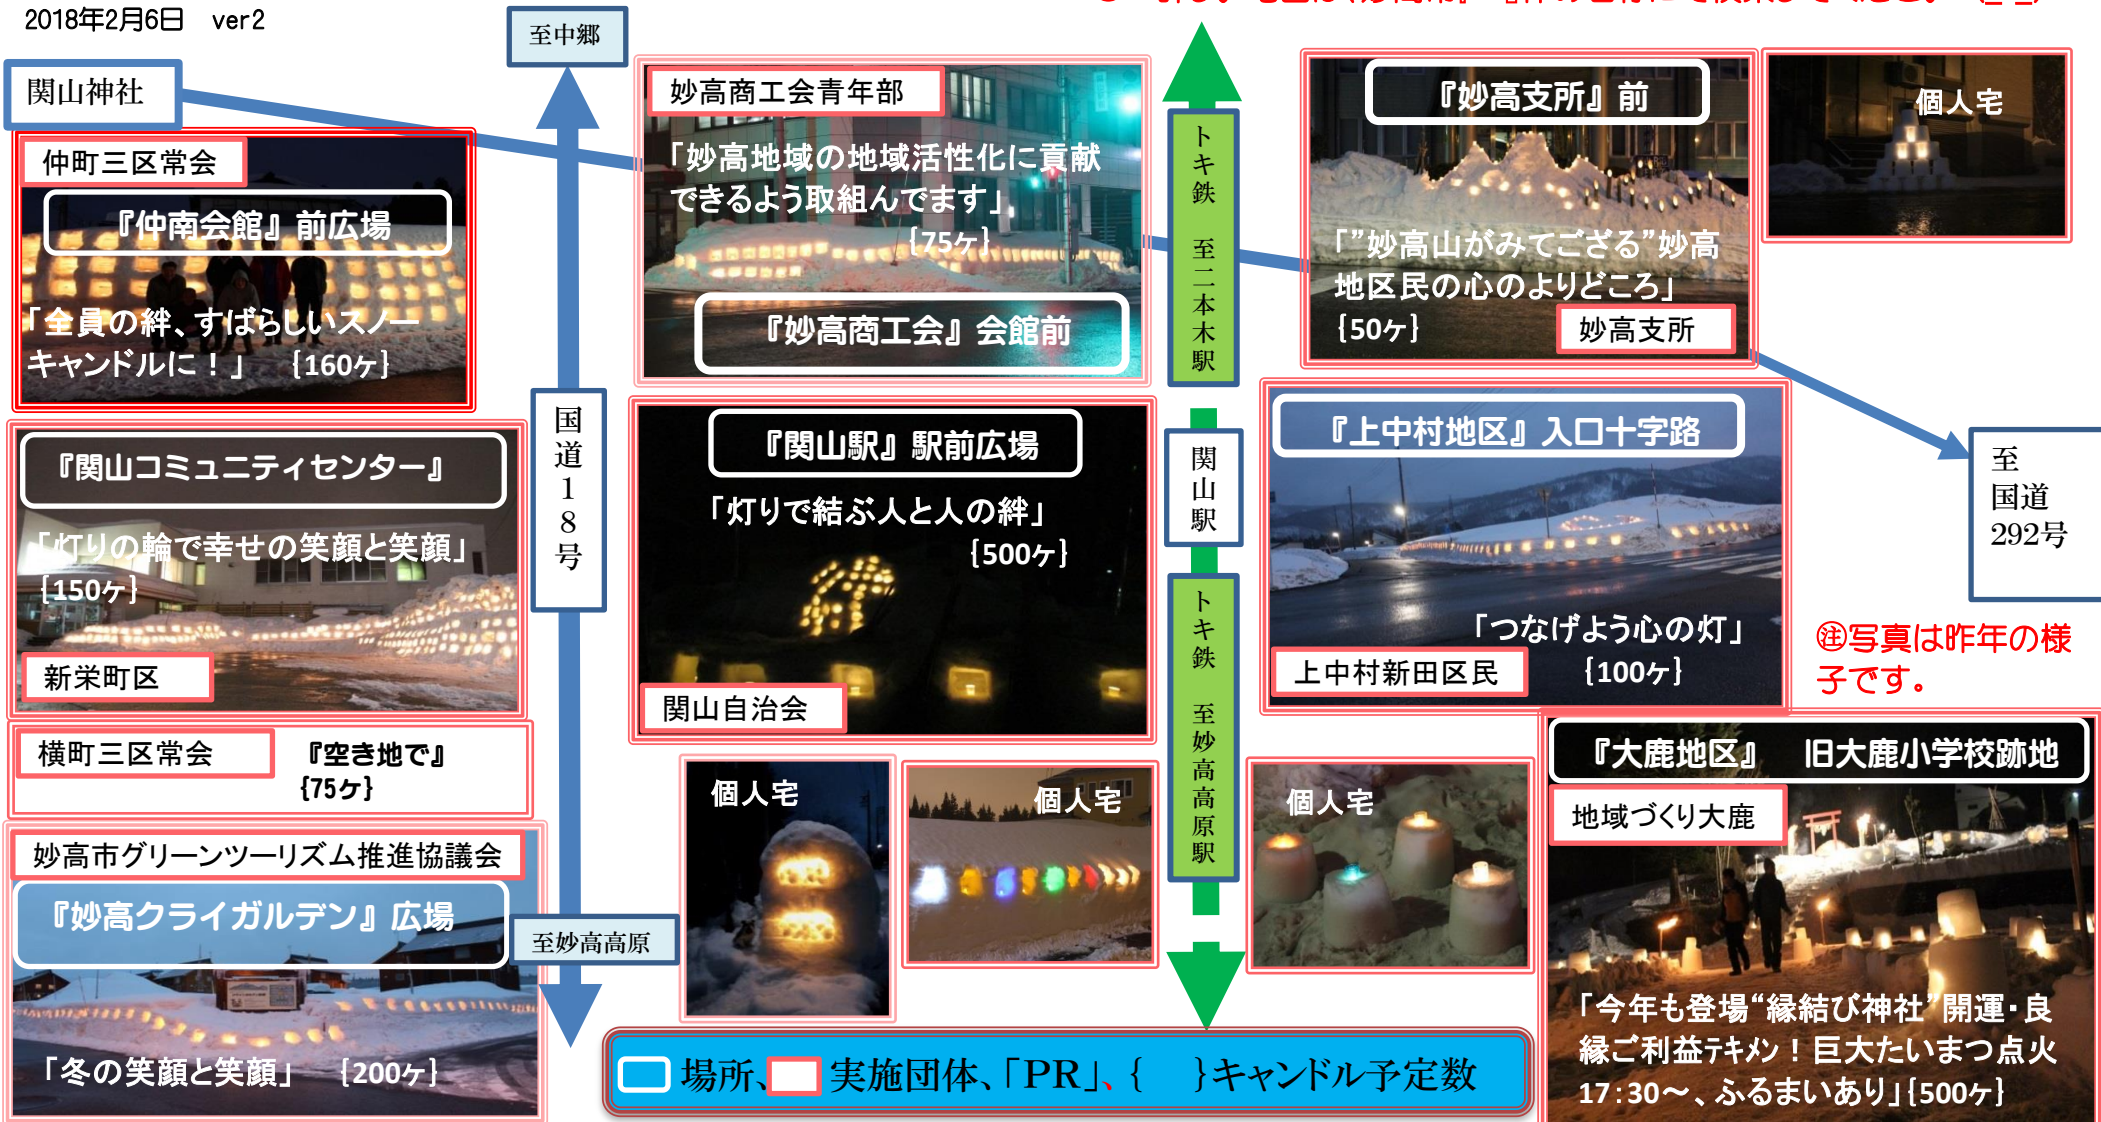 2018年2月6日　ver2
至中郷
関山神社
仲町三区常会
『仲南会館』前広場
「全員の絆、すばらしいスノー
キャンドルに！」　{160ケ}
『関山コミュニティセンター』
「灯りの輪で幸せの笑顔と笑顔」
{150ケ}
新栄町区
横町三区常会
『空き地で』
{75ケ}
妙高市グリーンツーリズム推進協議会
『妙高クライガルデン』広場
「冬の笑顔と笑顔」　{200ケ}
国道18号
至妙高高原
妙高商工会青年部
「妙高地域の地域活性化に貢献
できるよう取組んでます」
{75ケ}
『妙高商工会』会館前
『関山駅』駅前広場
「灯りで結ぶ人と人の絆」
{500ケ}
関山自治会
個人宅
個人宅
トキ鉄　至二本木駅
関山駅
トキ鉄　至妙高高原駅
『妙高支所』前
「”妙高山がみてござる”妙高
地区民の心のよりどころ」
{50ケ}
妙高支所
個人宅
『上中村地区』入口十字路
「つなげよう心の灯」
{100ケ}
上中村新田区民
至
国道
292号
㊟写真は昨年の様
子です。
個人宅
『大鹿地区』　旧大鹿小学校跡地
地域づくり大鹿
「今年も登場“縁結び神社”開運・良
縁ご利益ﾃｷﾒﾝ！巨大たいまつ点火
17:30～、ふるまいあり」{500ケ}
場所、実施団体、「PR」、{　}キャンドル予定数